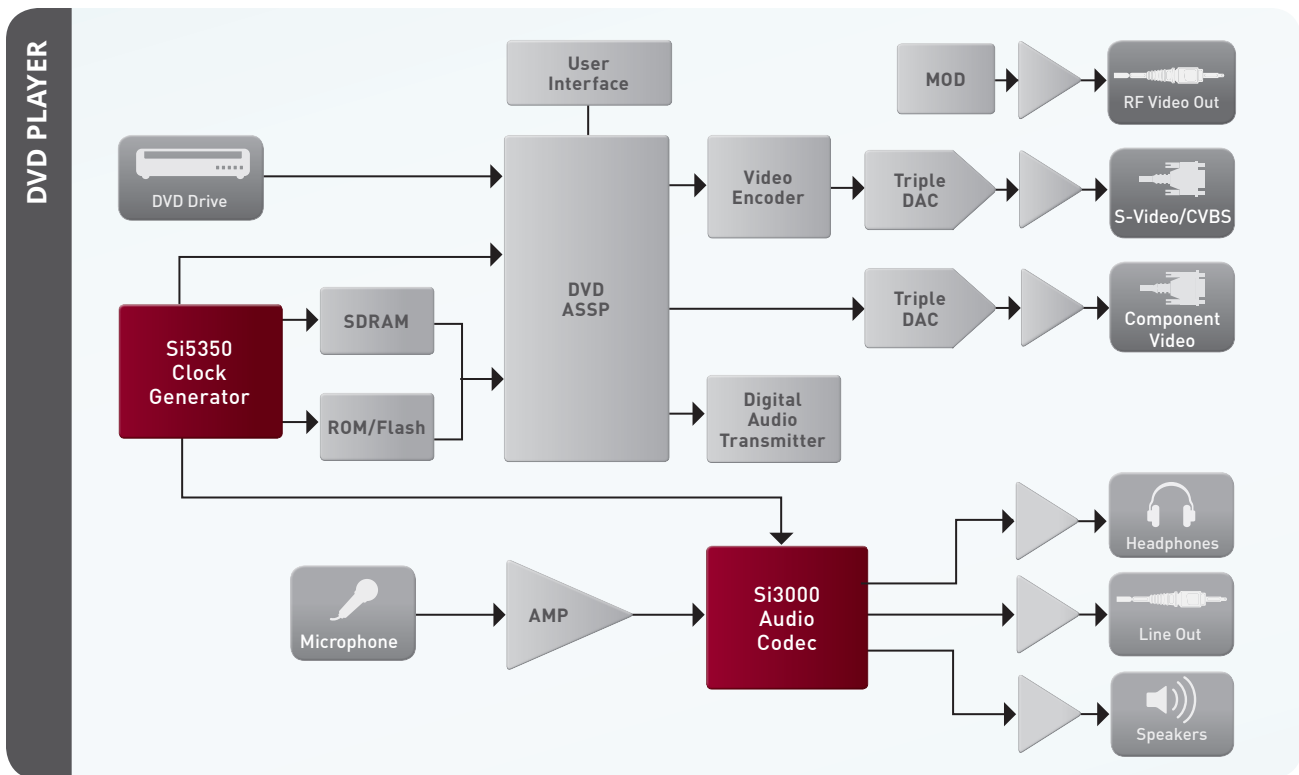 DVD PLAYER
User
Interface
MOD
RF Video Out
DVD Drive
Video
Encoder
Triple
DAC
S-Video/CVBS
DVD
ASSP
Triple
DAC
Component
Video
Si5350
Clock
Generator
SDRAM
ROM/Flash
Digital
Audio
Transmitter
Headphones
Microphone
AMP
Si3000
Audio
Codec
Line Out
Speakers